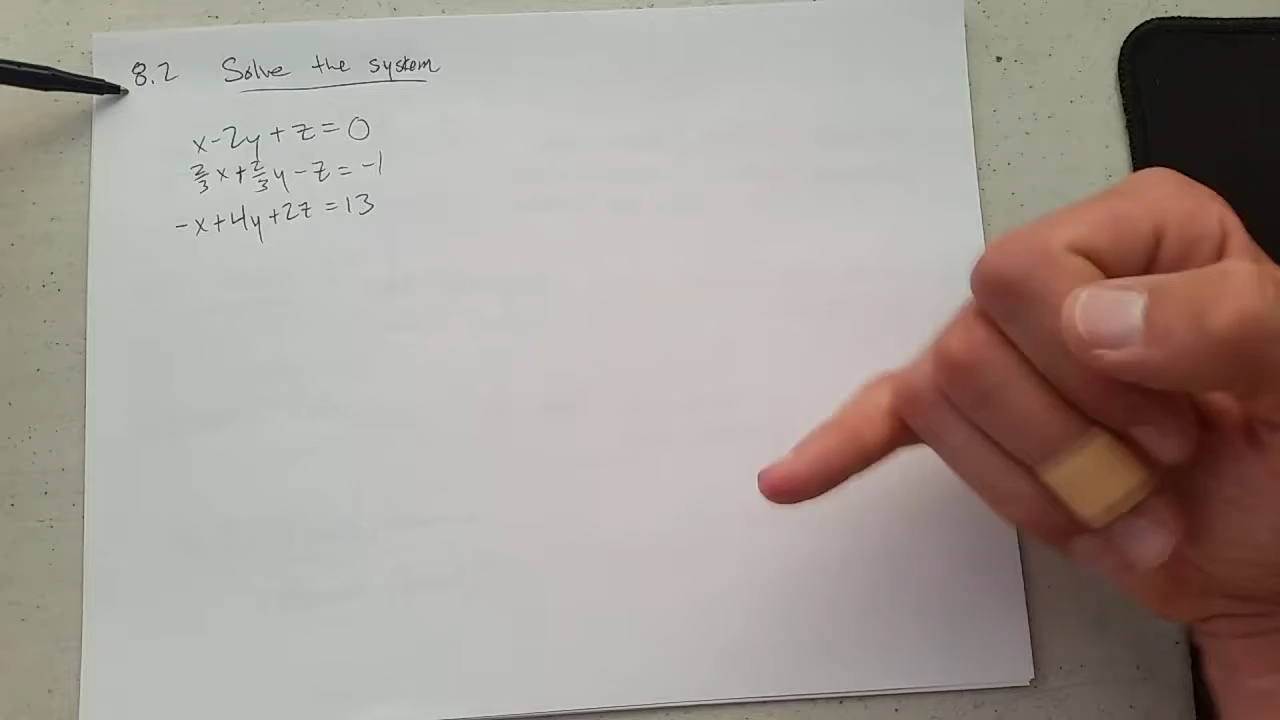 8.2 Solve the system
x-2y+z=0
2/3x+2/3y-z=-1
-x+4y+2z=13